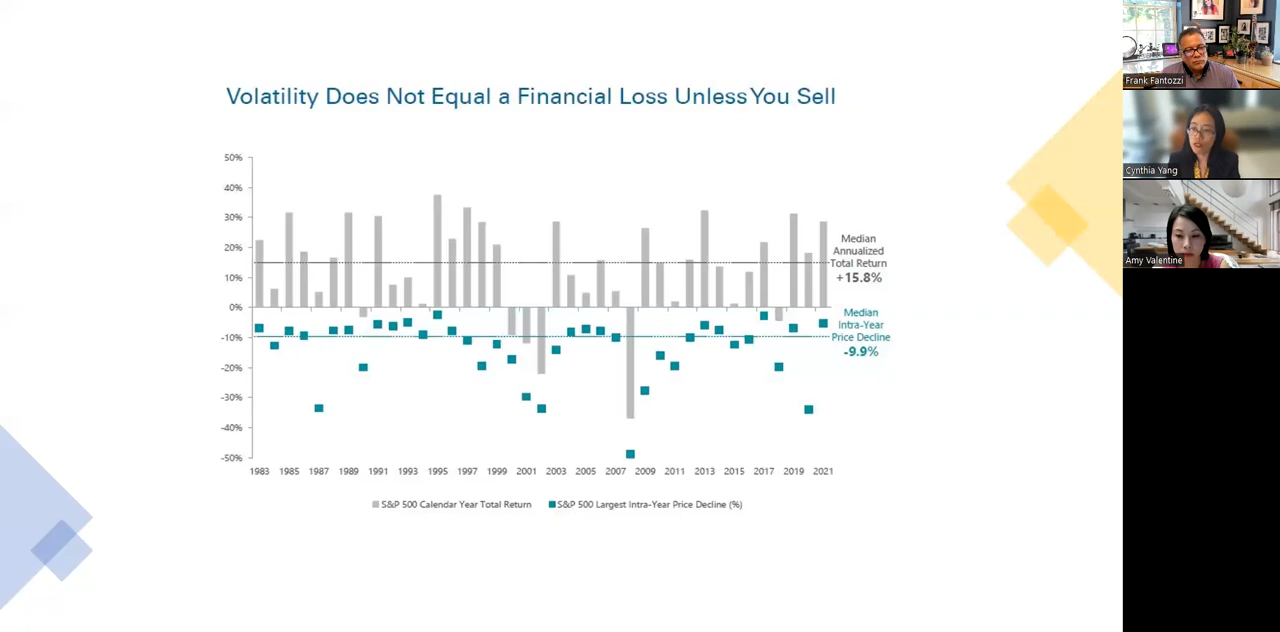 Volatility Does Not Equal a Financial Loss Unless You Sell
50%
40%
30%
20%
10%
0%
-10%
-20%
-30%
-40%
-50%
1983 1985 1987 1989 1991 1993 1995 1997 1999 2001 2003 2005 2007 2009 2011 2013 2015 2017 2019 2021
Median
Annualized
Total Return
+15.8%
Median
Intra-Year
Price Decline
-9.9%
S&P 500 Calendar Year Total Return
S&P 500 Largest Intra-Year Price Decline (%)
Frank Fantozzi
Cynthia Yang
Amy Valentine